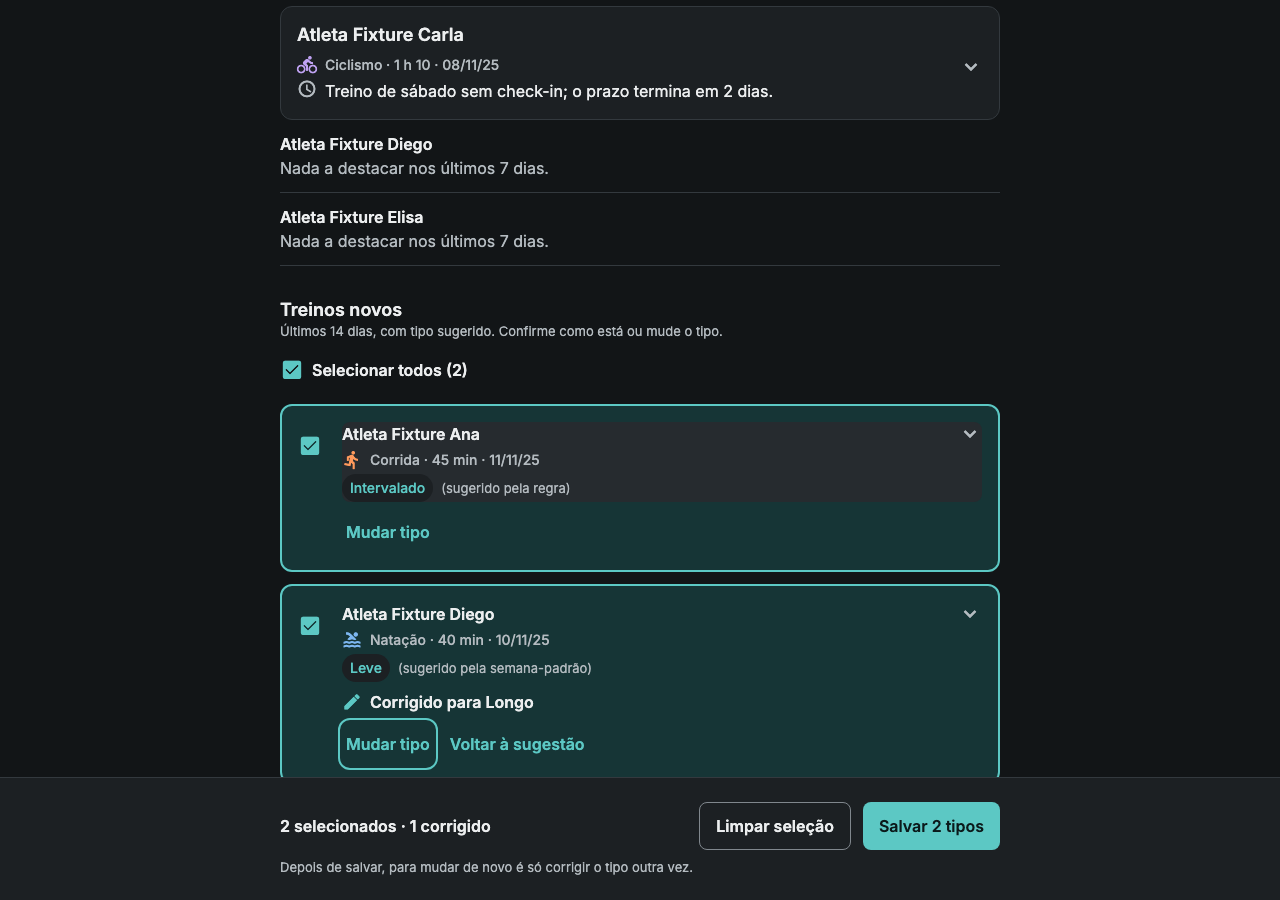 Atleta Fixture Carla
Ciclismo · 1 h 10 · 08/11/25
Treino de sábado sem check-in; o prazo termina em 2 dias.
Atleta Fixture Diego
Nada a destacar nos últimos 7 dias.
Atleta Fixture Elisa
Nada a destacar nos últimos 7 dias.
Treinos novos
Últimos 14 dias, com tipo sugerido. Confirme como está ou mude o tipo.
Selecionar todos (2)
Atleta Fixture Ana
Corrida · 45 min · 11/11/25
Intervalado (sugerido pela regra)
Mudar tipo
Atleta Fixture Diego
Natação · 40 min · 10/11/25
Leve (sugerido pela semana-padrão)
Corrigido para Longo
Mudar tipo Voltar à sugestão
2 selecionados · 1 corrigido Limpar seleção Salvar 2 tipos
Depois de salvar, para mudar de novo é só corrigir o tipo outra vez.